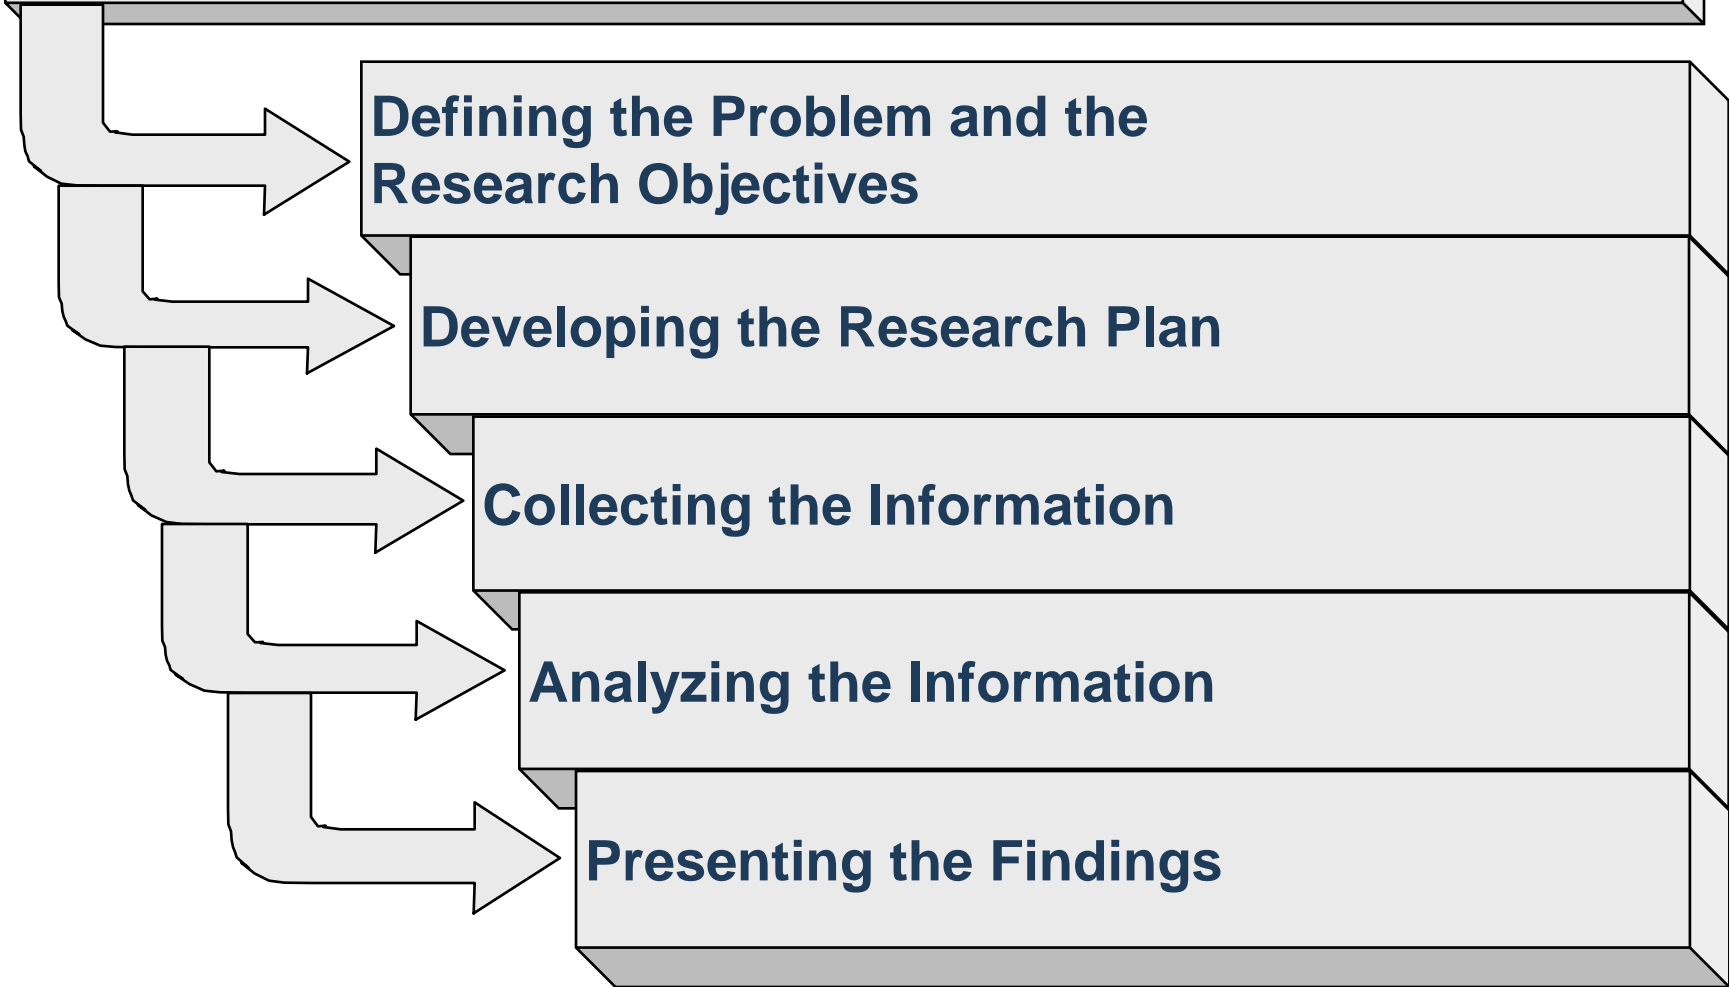 Defining the Problem and the
Research Objectives
Developing the Research Plan
Collecting the Information
Analyzing the Information
Presenting the Findings